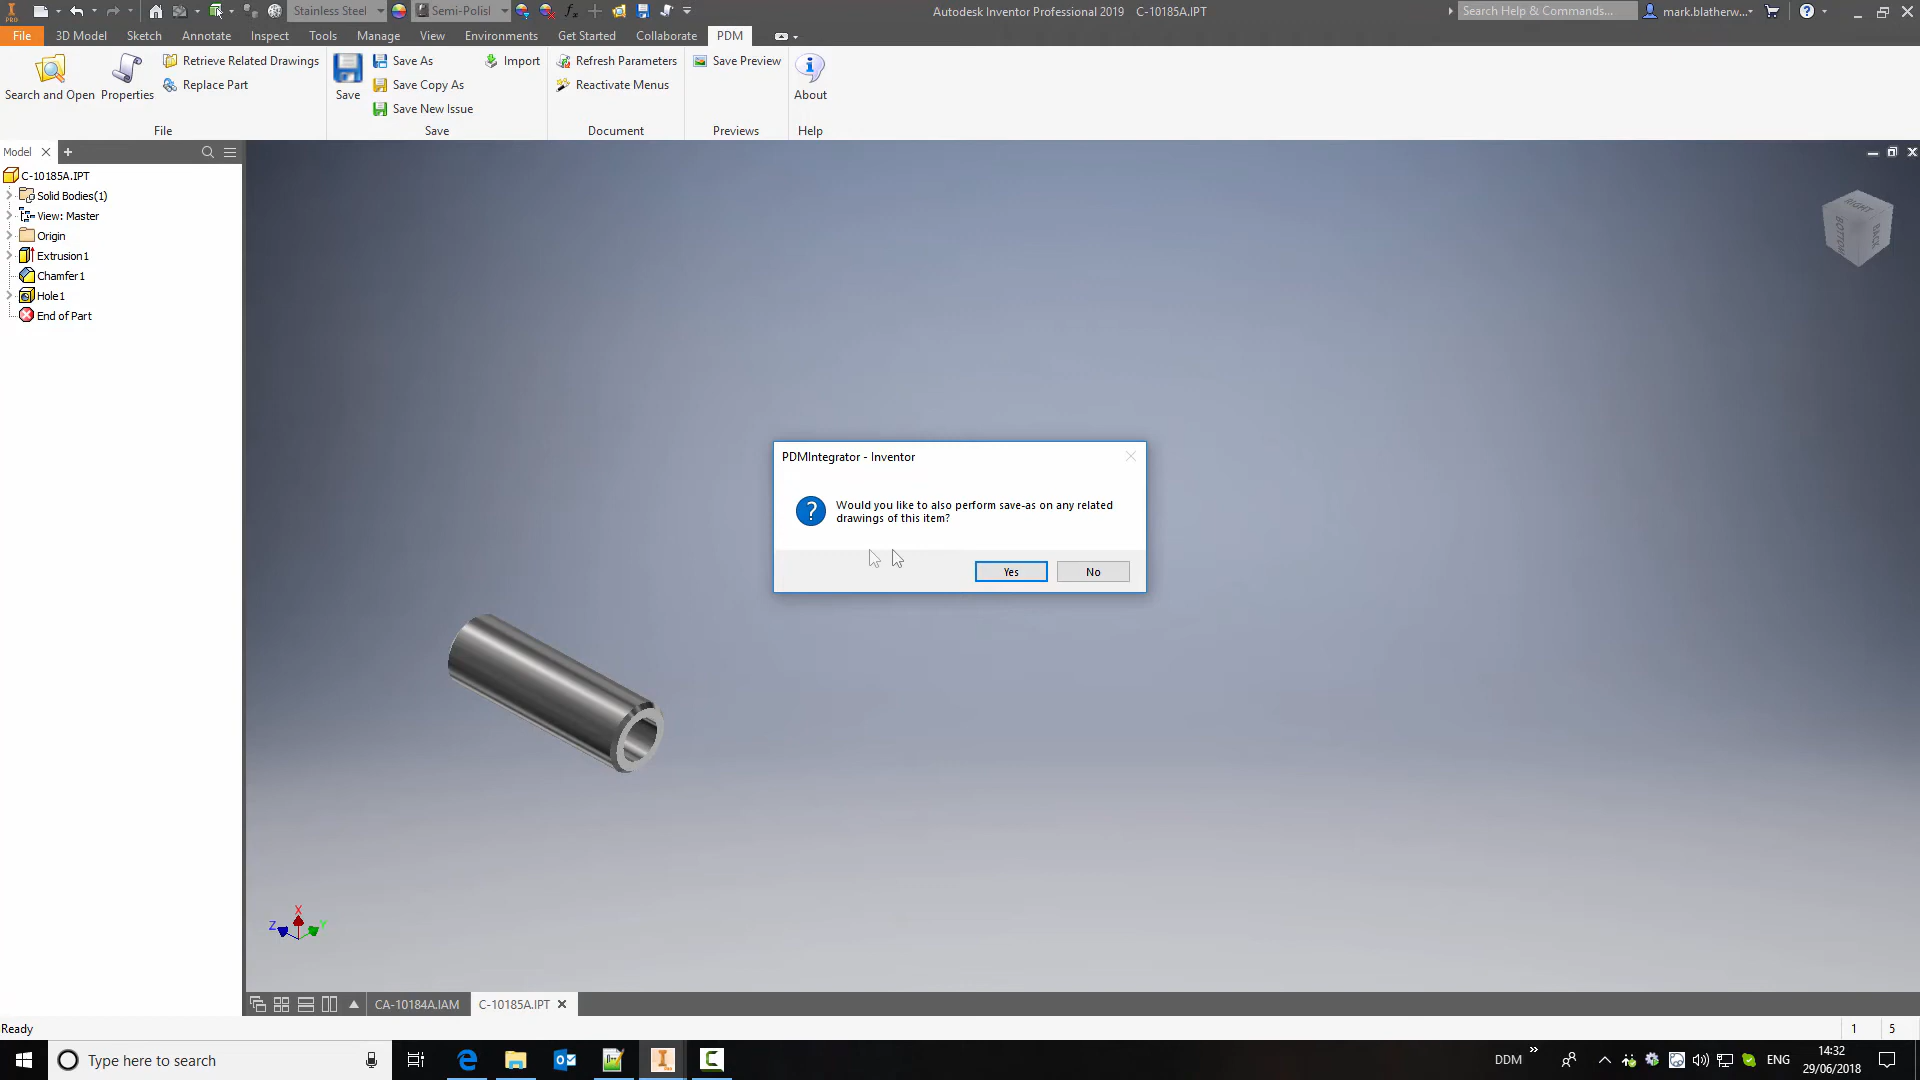 Stainless Steel
Semi-Polisl
Autodesk Inventor Professional 2019 C-10185A.IPT
Search Help & Commands...
mark.blatherw...
PRO
File
3D Model
Sketch
Annotate
Inspect
Tools
Manage
View
Environments
Get Started
Collaborate
PDM
Search and Open
Properties
Retrieve Related Drawings
Replace Part
File
Save
Save As
Save Copy As
Save New Issue
Import
Save
Refresh Parameters
Reactivate Menus
Document
Save Preview
Previews
About
Help
Model
C-10185A.IPT
Solid Bodies(1)
View: Master
Origin
Extrusion1
Chamfer1
Hole1
End of Part
RIGHT
BOTTOM
BACK
PDMIntegrator - Inventor
Would you like to also perform save-as on any related
drawings of this item?
Yes
No
X
Z
Y
CA-10184A.IAM
C-10185A.IPT
Ready
1
5
Type here to search
DDM
ENG
14:32
29/06/2018